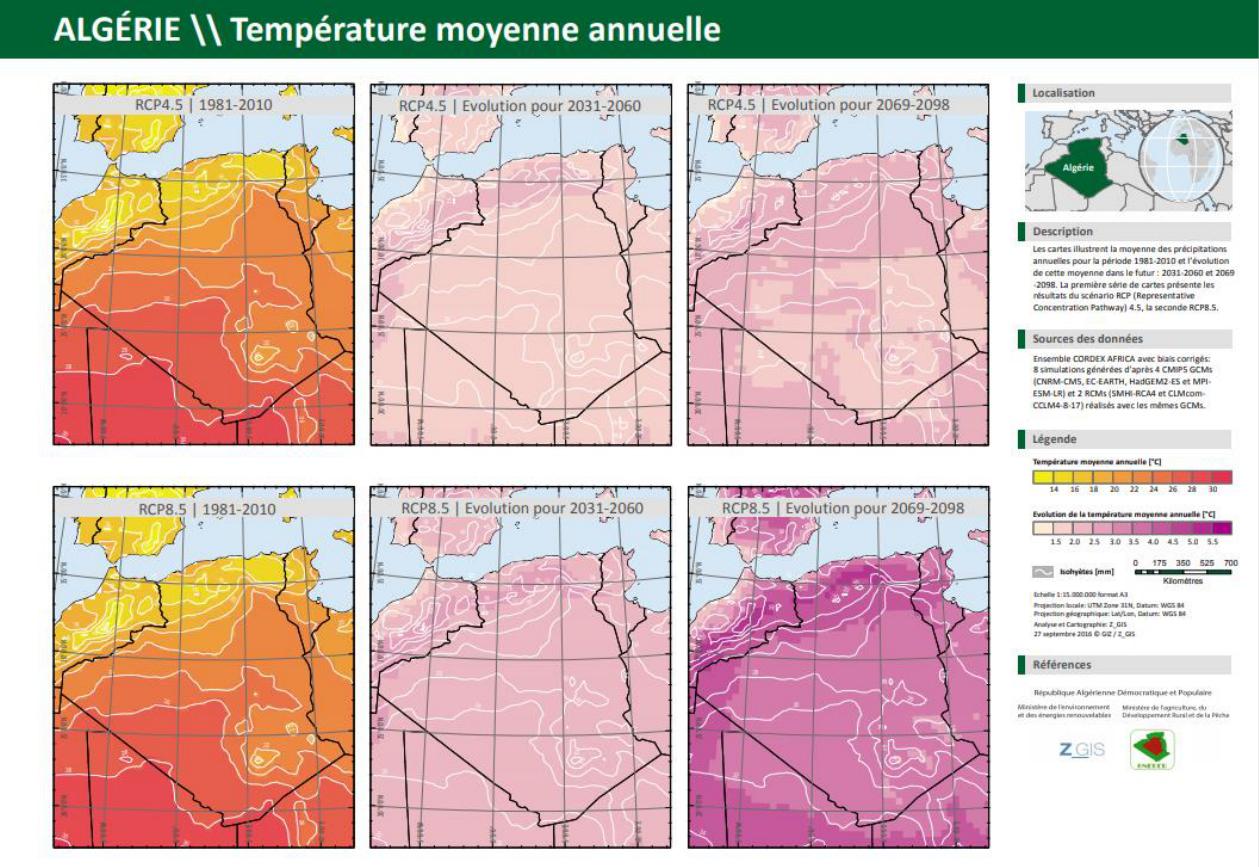 ALGÉRIE \\ Température moyenne annuelle
RCP4.5 | 1981-2010
RCP4.5 | Evolution pour 2031-2060
RCP4.5 | Evolution pour 2069-2098
RCP8.5 | 1981-2010
RCP8.5 | Evolution pour 2031-2060
RCP8.5 | Evolution pour 2069-2098
Localisation
Algérie
Description
Les cartes illustrent la moyenne des précipitations
annuelles pour la période 1981-2010 et l'évolution
de cette moyenne dans le futur : 2031-2060 et 2069
-2098. La première série de cartes présente les
résultats du scénario RCP (Representative
Concentration Pathway) 4.5, la seconde RCP8.5.
Sources des données
Ensemble CORDEX AFRICA avec biais corrigés:
8 simulations générées d'après 4 CMIP5 GCMs
(CNRM-CM5, EC-EARTH, HadGEM2-ES et MPI-
ESM-LR) et 2 RCMs (SMHI-RCA4 et CLMcom-
CCLM4-8-17) réalisés avec les mêmes GCMs.
Légende
Température moyenne annuelle [°C]
14 16 18 20 22 24 26 28 30
Evolution de la température moyenne annuelle [°C]
1.5 2.0 2.5 3.0 3.5 4.0 4.5 5.0 5.5
Isohyètes [mm]
0 175 350 525 700
Kilomètres
Echelle 1:15.000.000 format A3
Projection locale: UTM Zone 31N, Datum: WGS 84
Projection géographique: Lat/Lon, Datum: WGS 84
Analyse et Cartographie: Z_GIS
27 septembre 2016 © GIZ / Z_GIS
Références
République Algérienne Démocratique et Populaire
Ministère de l'environnement
et des énergies renouvelables
Ministère de l'agriculture, du
Développement Rural et de la Pêche
Z_GIS